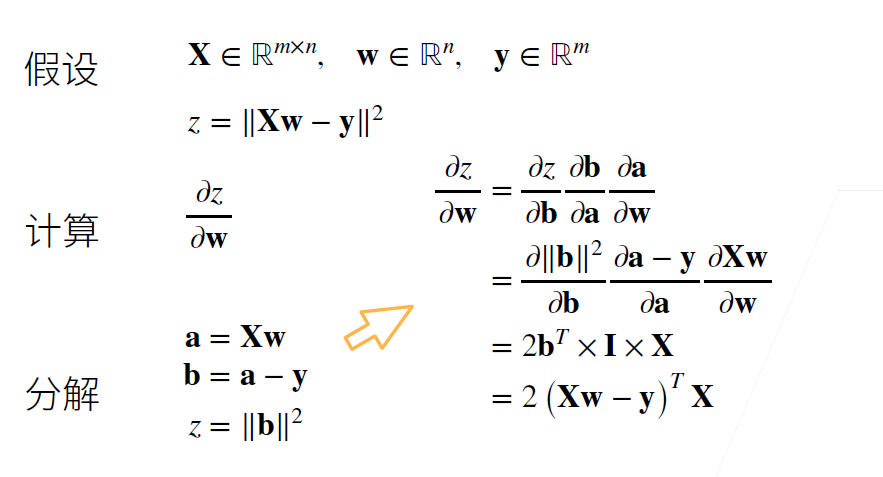 假设 𝐗 ∈ ℝ^{m×n}, 𝐰 ∈ ℝ^n, 𝐲 ∈ ℝ^m
z = ‖𝐗𝐰 − 𝐲‖^2
计算 ∂z/∂𝐰
∂z/∂𝐰 = ∂z/∂𝐛 ∂𝐛/∂𝐚 ∂𝐚/∂𝐰
= ∂‖𝐛‖^2/∂𝐛 ∂𝐚 − 𝐲/∂𝐚 ∂𝐗𝐰/∂𝐰
= 2𝐛^T × 𝐈 × 𝐗
= 2 (𝐗𝐰 − 𝐲)^T 𝐗
分解
𝐚 = 𝐗𝐰
𝐛 = 𝐚 − 𝐲
z = ‖𝐛‖^2